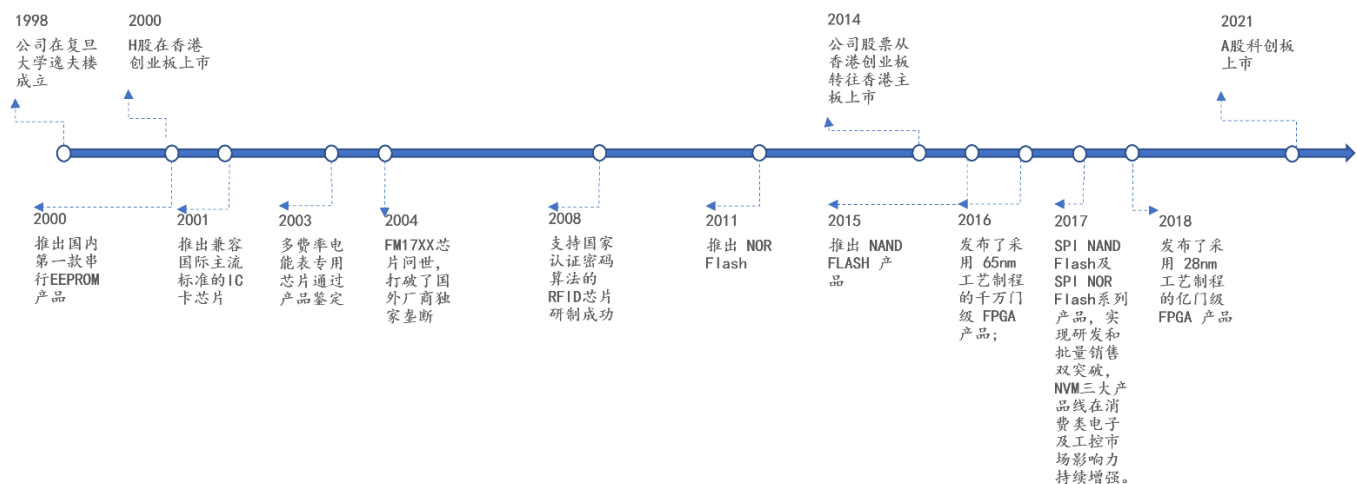 1998
公司在复旦
大学逸夫楼
成立
2000
H股在香港
创业板上市
2014
公司股票从
香港创业板
转往香港主
板上市
2021
A股科创板
上市
2000
推出国内
第一款串
行EEPROM
产品
2001
推出兼容
国际主流
标准的IC
卡芯片
2003
多费率电
能表专用
芯片通过
产品鉴定
2004
FM17XX芯
片问世,
打破了国
外厂商独
家垄断
2008
支持国家
认证密码
算法的
RFID芯片
研制成功
2011
推出 NOR
Flash
2015
推出 NAND
FLASH 产
品
2016
发布了采
用 65nm
工艺制程
的千万门
级 FPGA
产品;
2017
SPI NAND
Flash及
SPI NOR
Flash系列
产品, 实
现研发和
批量销售
双突破,
NVM三大产
品线在消
费类电子
及工控市
场影响力
持续增强。
2018
发布了采
用 28nm
工艺制程
的亿门级
FPGA 产品